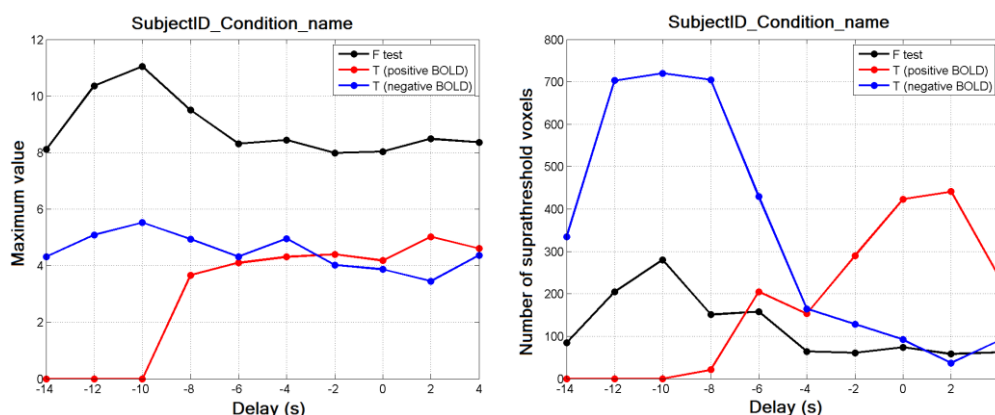 SubjectID_Condition_name
12
10
8
6
4
2
0
Maximum value
F test
T (positive BOLD)
T (negative BOLD)
-14 -12 -10 -8 -6 -4 -2 0 2 4
Delay (s)
SubjectID_Condition_name
800
700
600
500
400
300
200
100
0
Number of suprathreshold voxels
F test
T (positive BOLD)
T (negative BOLD)
-14 -12 -10 -8 -6 -4 -2 0 2
Delay (s)